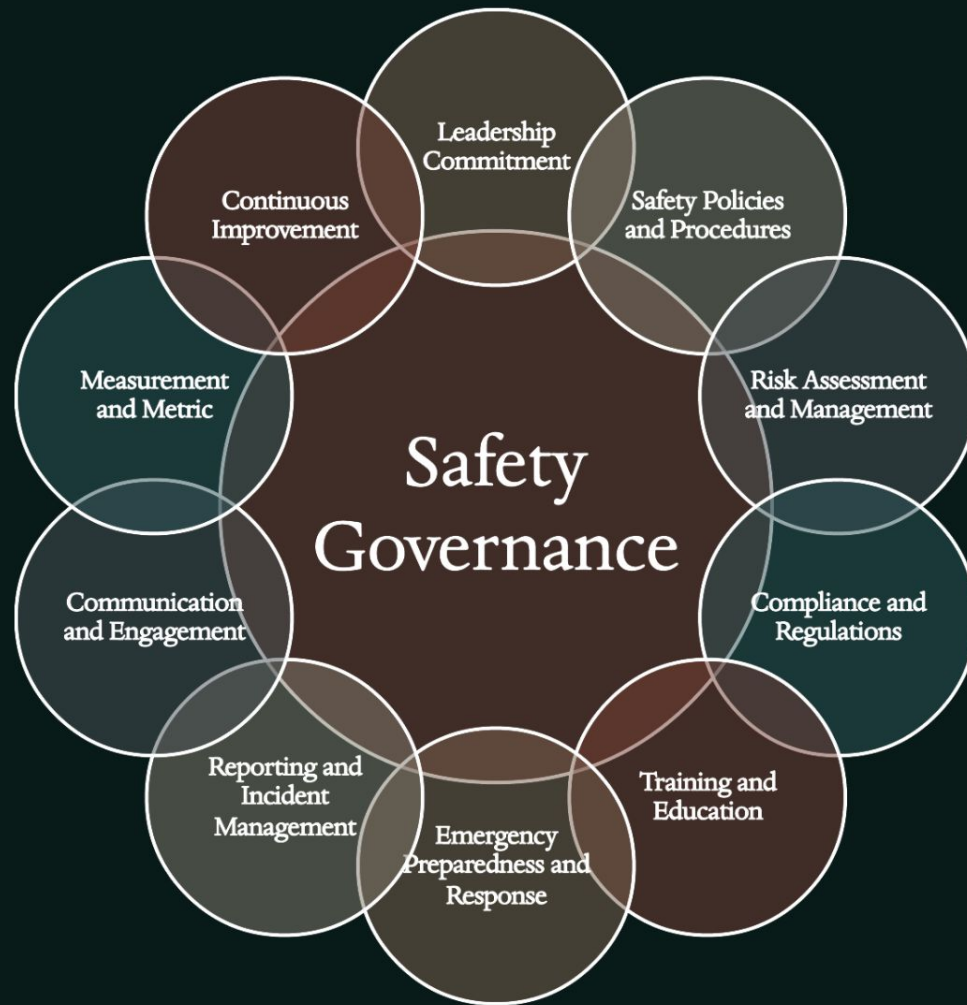 Leadership
Commitment
Safety Policies
and Procedures
Risk Assessment
and Management
Compliance and
Regulations
Training and
Education
Emergency
Preparedness and
Response
Reporting and
Incident
Management
Communication
and Engagement
Measurement
and Metric
Continuous
Improvement
Safety
Governance